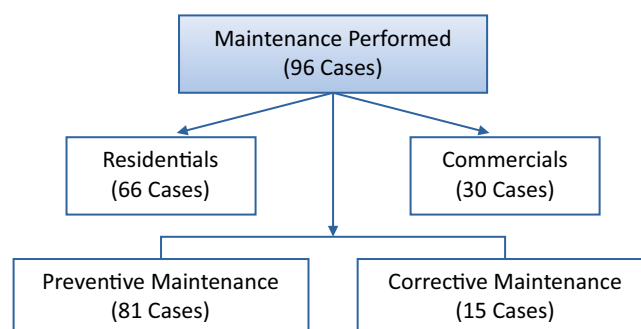 Maintenance Performed
(96 Cases)
Residentials
(66 Cases)
Commercials
(30 Cases)
Preventive Maintenance
(81 Cases)
Corrective Maintenance
(15 Cases)